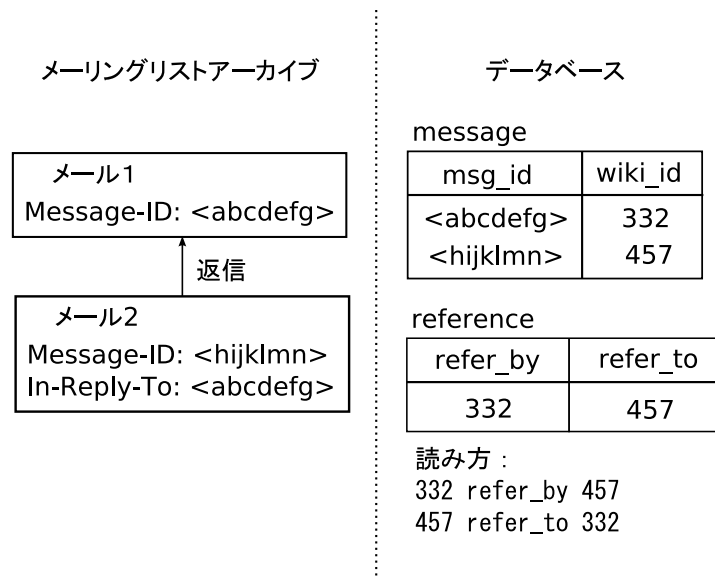 メーリングリストアーカイブ
メール1
Message-ID: <abcdefg>
返信
メール2
Message-ID: <hijklmn>
In-Reply-To: <abcdefg>
データベース
message
msg_id wiki_id
<abcdefg> 332
<hijklmn> 457
reference
refer_by refer_to
332 457
読み方：
332 refer_by 457
457 refer_to 332